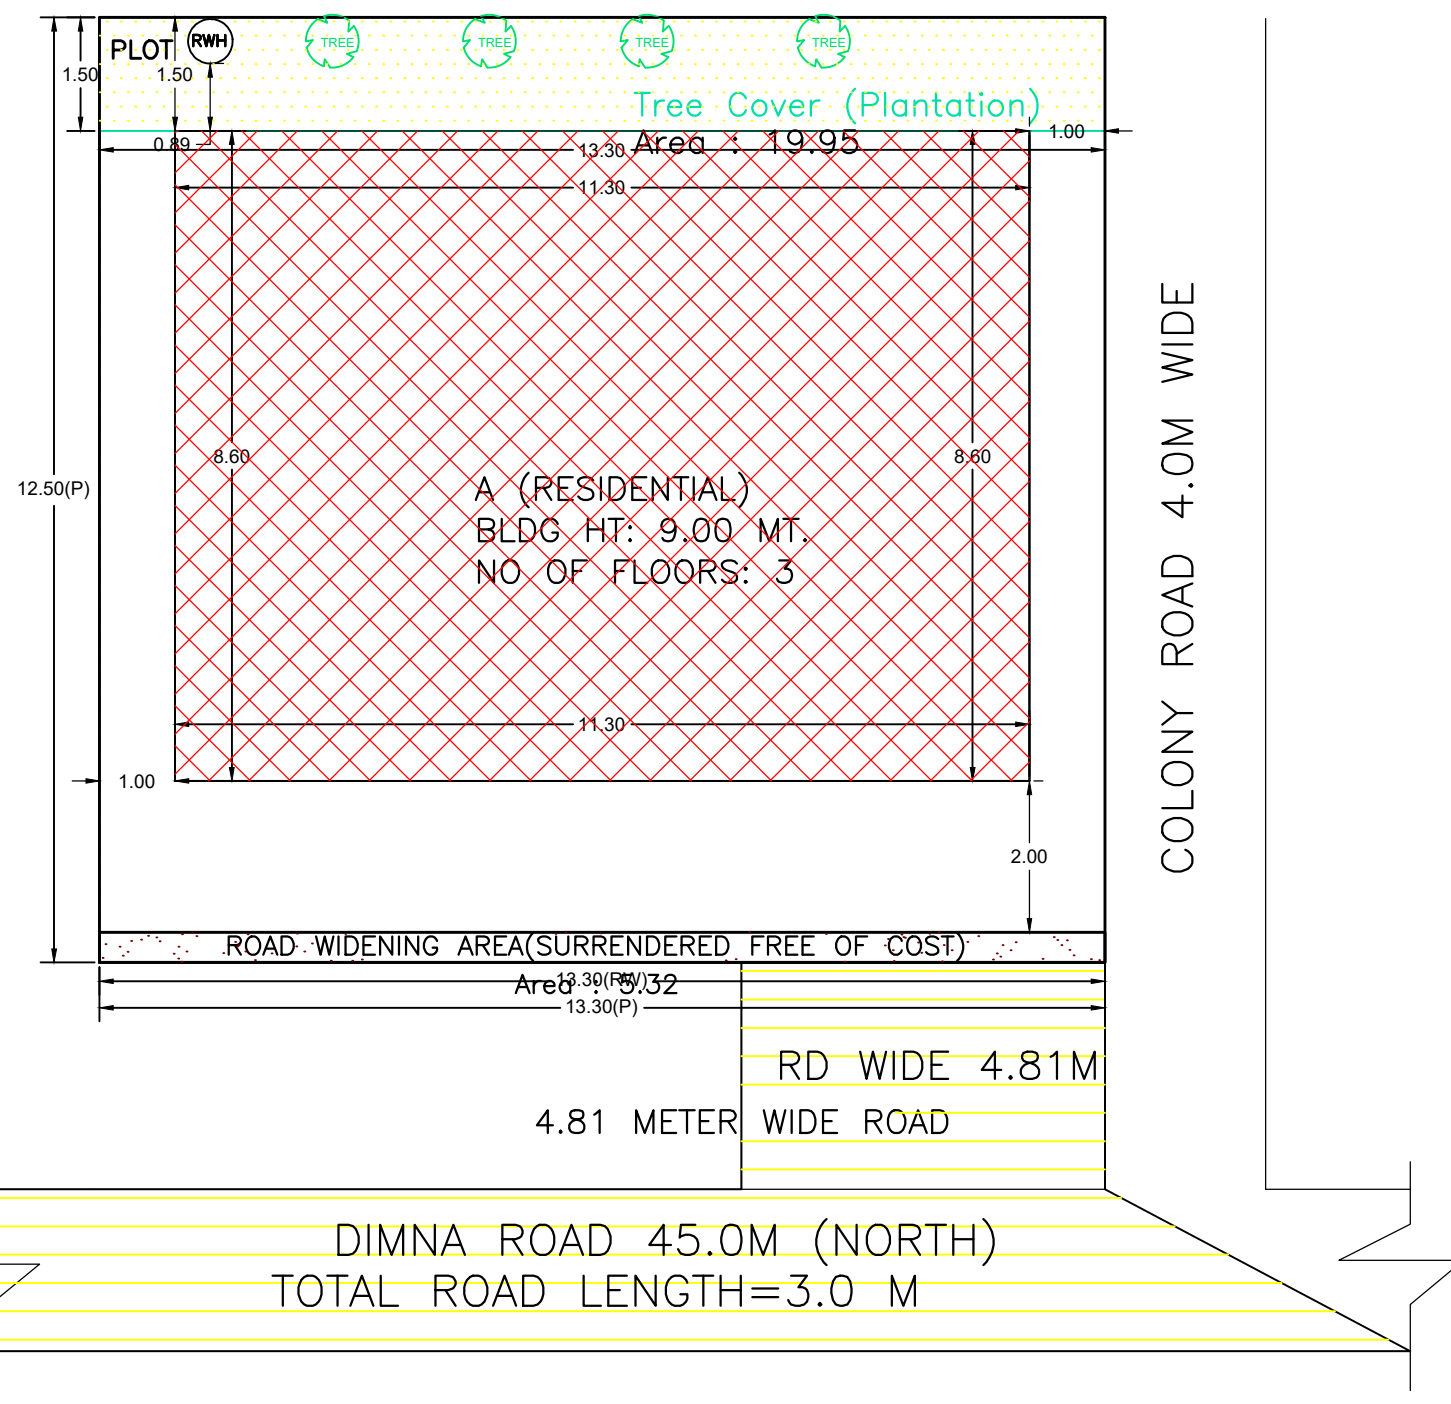 PLOT
RWH
TREE
TREE
TREE
TREE
1.50
1.50
Tree Cover (Plantation)
Area : 19.95
1.00
0.89
13.30
11.30
8.60
8.60
12.50(P)
A (RESIDENTIAL)
BLDG HT: 9.00 MT.
NO OF FLOORS: 3
COLONY ROAD 4.0M WIDE
11.30
1.00
2.00
ROAD WIDENING AREA(SURRENDERED FREE OF COST)
13.30(RW)
Area : 5.32
13.30(P)
RD WIDE 4.81M
4.81 METER WIDE ROAD
DIMNA ROAD 45.0M (NORTH)
TOTAL ROAD LENGTH=3.0 M